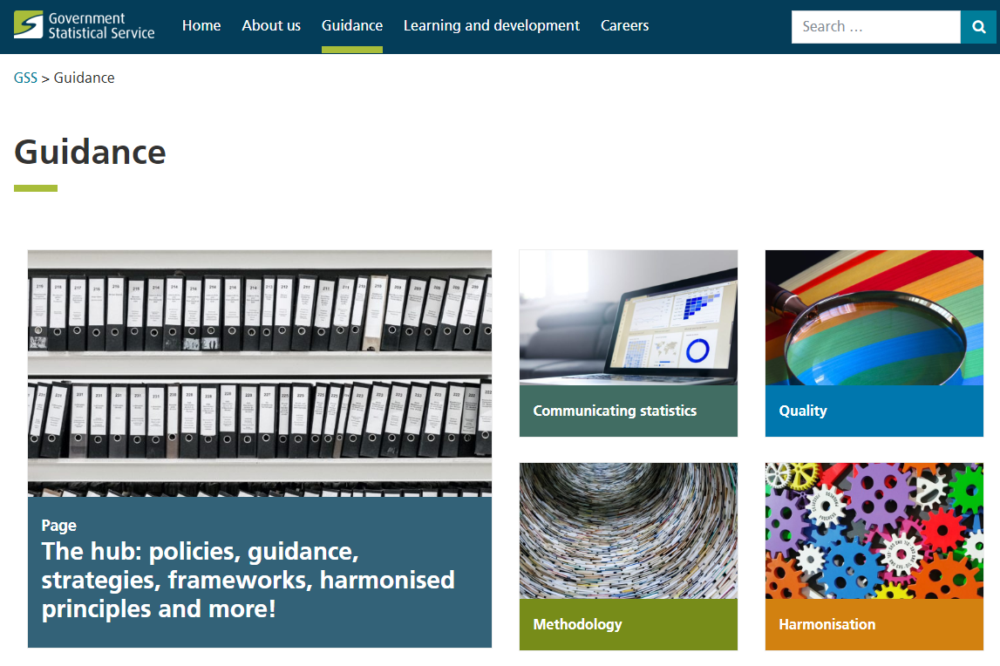 Government
Statistical Service
Home
About us
Guidance
Learning and development
Careers
Search …
GSS > Guidance
Guidance
Page
The hub: policies, guidance,
strategies, frameworks, harmonised
principles and more!
Communicating statistics
Quality
Methodology
Harmonisation